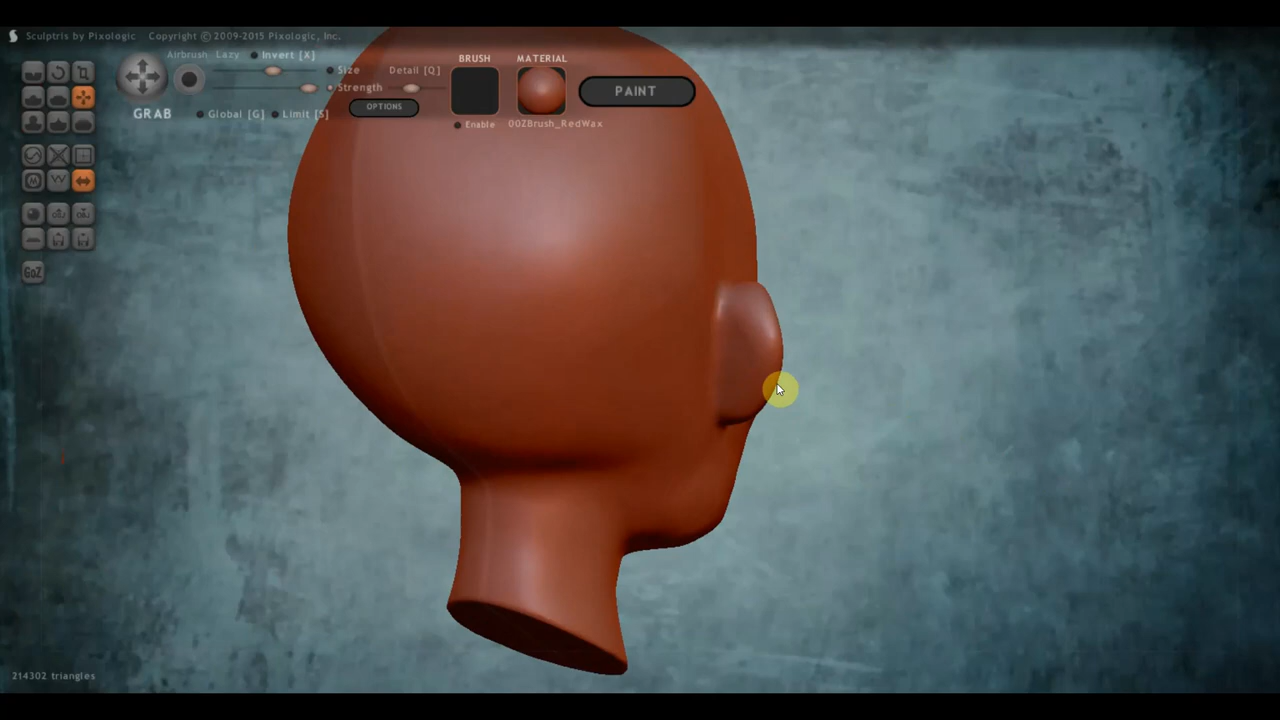 Sculptris by Pixologic Copyright © 2009-2015 Pixologic, Inc.
Airbrush Lazy Invert [X]
BRUSH MATERIAL
Size Detail [Q]
Strength
PAINT
OPTIONS
GRAB Global [G] Limit [S]
Enable 00ZBrush_RedWax
GoZ
214302 triangles